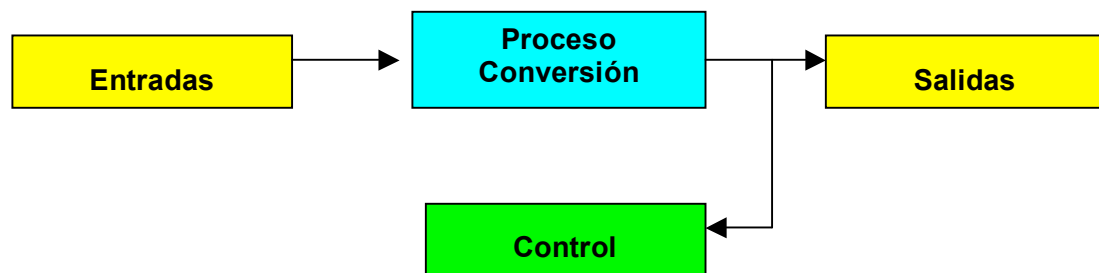 Entradas
Proceso
Conversión
Salidas
Control